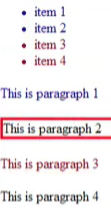 item 1
item 2
item 3
item 4
This is paragraph 1
This is paragraph 2
This is paragraph 3
This is paragraph 4